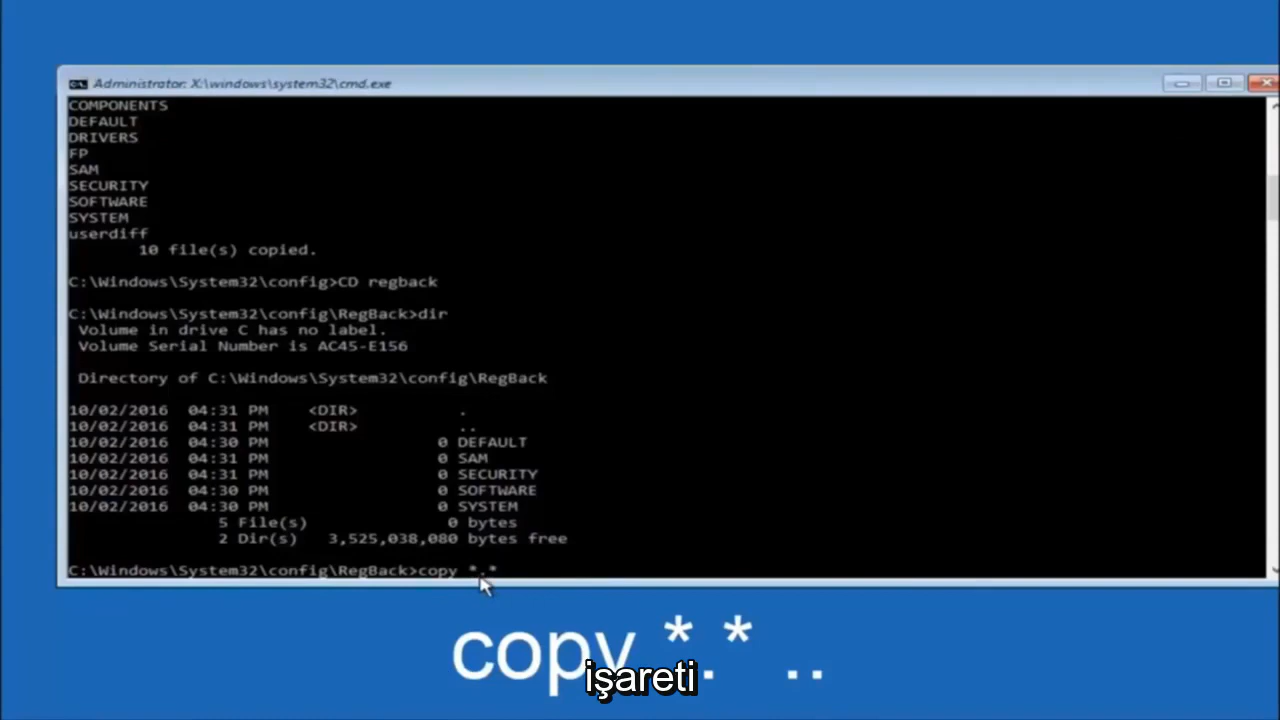 Administrator: X:\windows\system32\cmd.exe
COMPONENTS
DEFAULT
DRIVERS
FP
SAM
SECURITY
SOFTWARE
SYSTEM
userdiff
10 file(s) copied.
C:\Windows\System32\config>CD regback
C:\Windows\System32\config\RegBack>dir
Volume in drive C has no label.
Volume Serial Number is AC45-E156
Directory of C:\Windows\System32\config\RegBack
10/02/2016 04:31 PM <DIR> .
10/02/2016 04:31 PM <DIR> ..
10/02/2016 04:30 PM 0 DEFAULT
10/02/2016 04:31 PM 0 SAM
10/02/2016 04:31 PM 0 SECURITY
10/02/2016 04:30 PM 0 SOFTWARE
10/02/2016 04:30 PM 0 SYSTEM
5 File(s) 0 bytes
2 Dir(s) 3,525,038,080 bytes free
C:\Windows\System32\config\RegBack>copy *.*
copy *.* ..
işareti